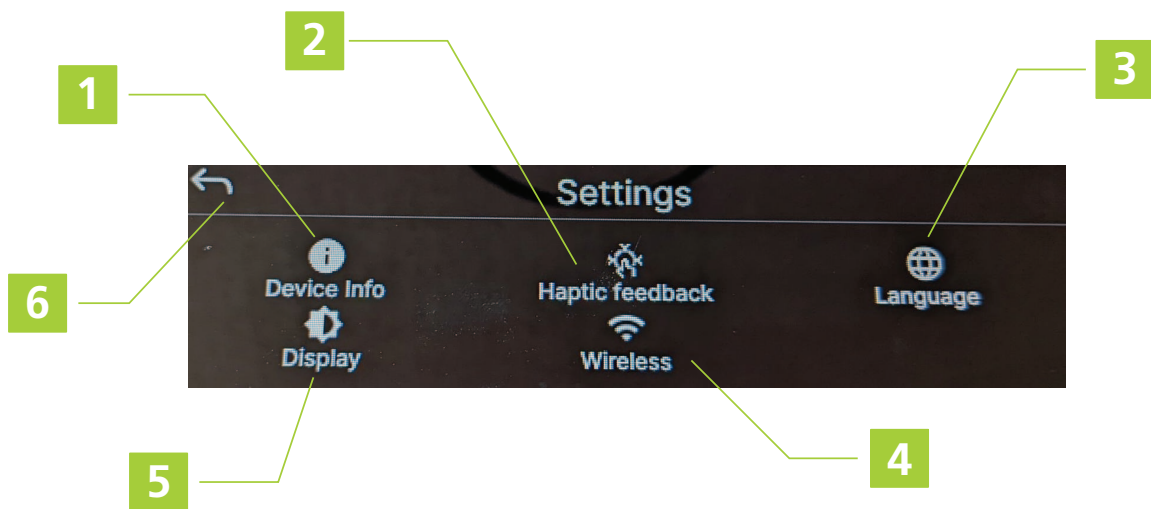 2
3
1
Settings
Device Info
Haptic feedback
Language
6
Display
Wireless
4
5